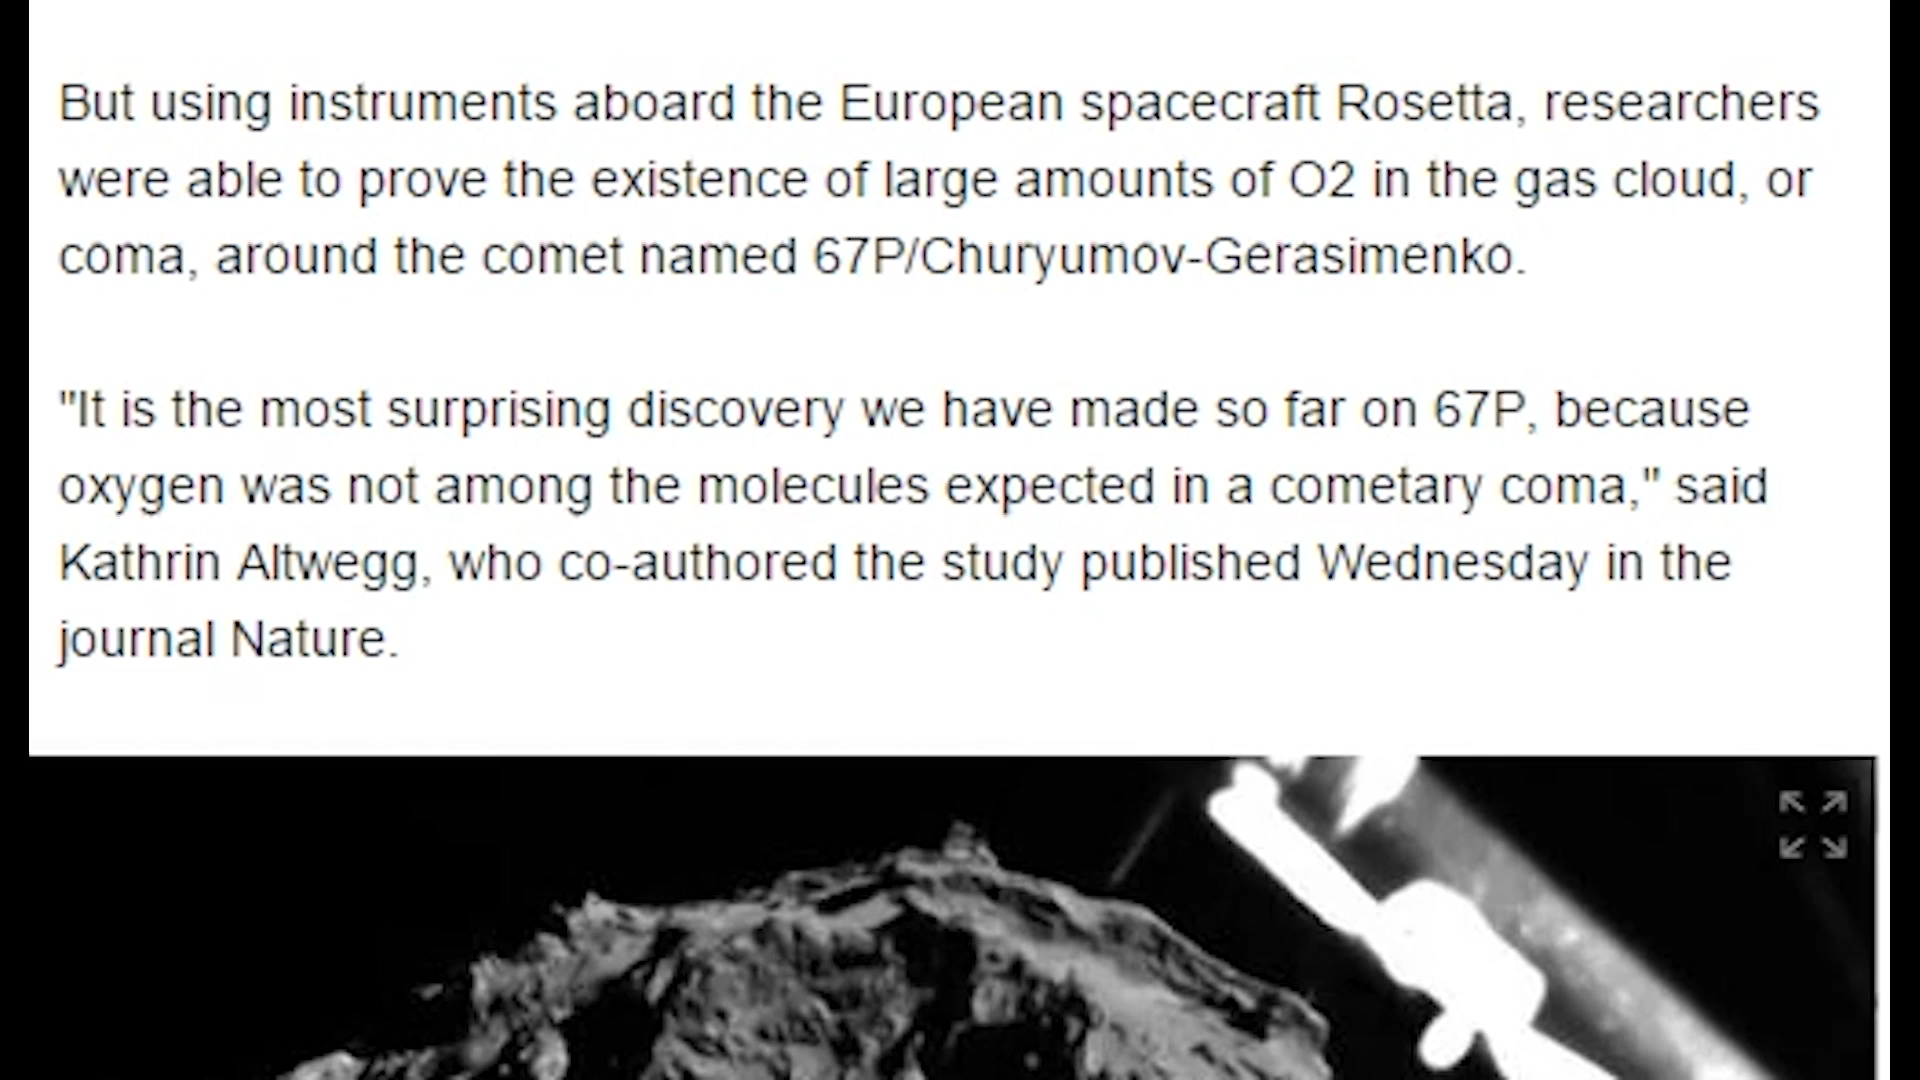 But using instruments aboard the European spacecraft Rosetta, researchers
were able to prove the existence of large amounts of O2 in the gas cloud, or
coma, around the comet named 67P/Churyumov-Gerasimenko.
"It is the most surprising discovery we have made so far on 67P, because
oxygen was not among the molecules expected in a cometary coma," said
Kathrin Altwegg, who co-authored the study published Wednesday in the
journal Nature.